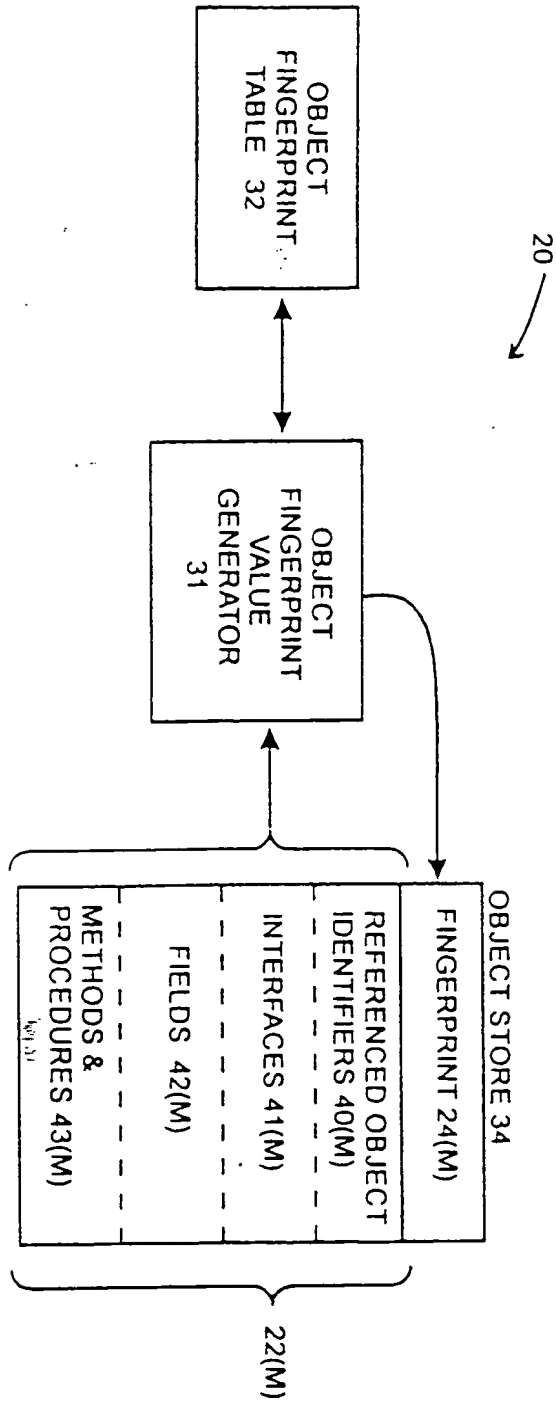 20
OBJECT
FINGERPRINT
TABLE 32
OBJECT
FINGERPRINT
VALUE
GENERATOR
31
OBJECT STORE 34
FINGERPRINT 24(M)
REFERENCED OBJECT
IDENTIFIERS 40(M)
INTERFACES 41(M)
FIELDS 42(M)
METHODS &
PROCEDURES 43(M)
22(M)